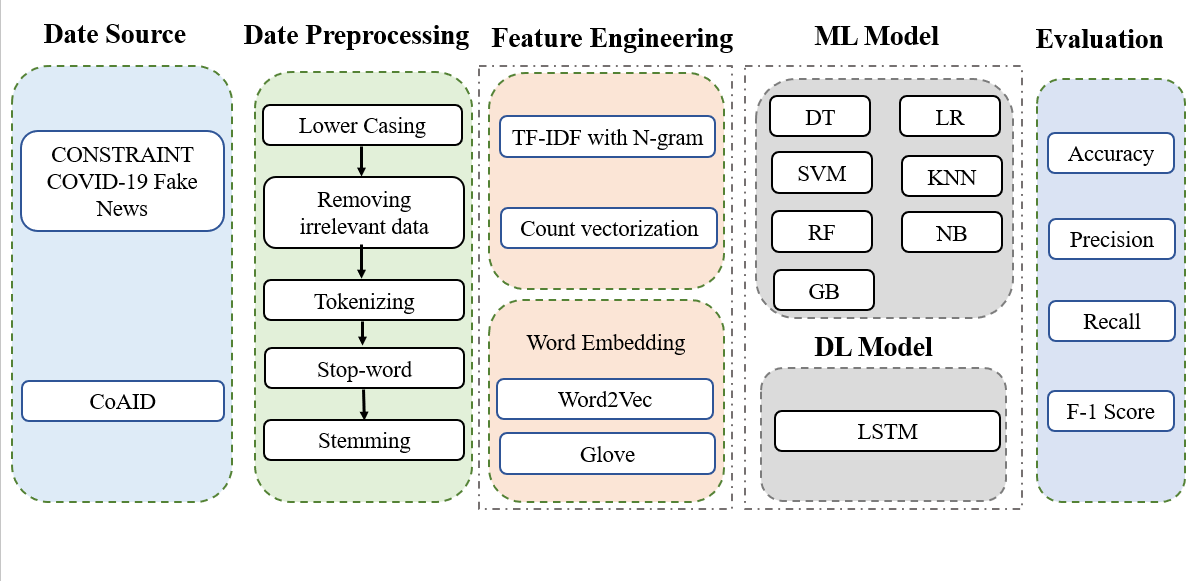 Date Source
CONSTRAINT
COVID-19 Fake
News
CoAID
Date Preprocessing
Lower Casing
Removing
irrelevant data
Tokenizing
Stop-word
Stemming
Feature Engineering
TF-IDF with N-gram
Count vectorization
Word Embedding
Word2Vec
Glove
ML Model
DT
LR
SVM
KNN
RF
NB
GB
DL Model
LSTM
Evaluation
Accuracy
Precision
Recall
F-1 Score